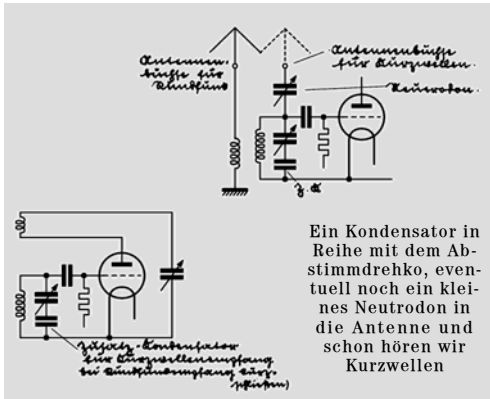 Antennen-
buchse für
Rundfunk
Antennenbuchse
für Kurzwellen.
Neutrodon.
Z.C
Ein Kondensator in
Reihe mit dem Ab-
stimmdrehko, even-
tuell noch ein klei-
nes Neutrodon in
die Antenne und
schon hören wir
Kurzwellen
Zusatz-Kondensator
für Kurzwellenempfang
bei Rundfunkempfang kurz-
schließen)